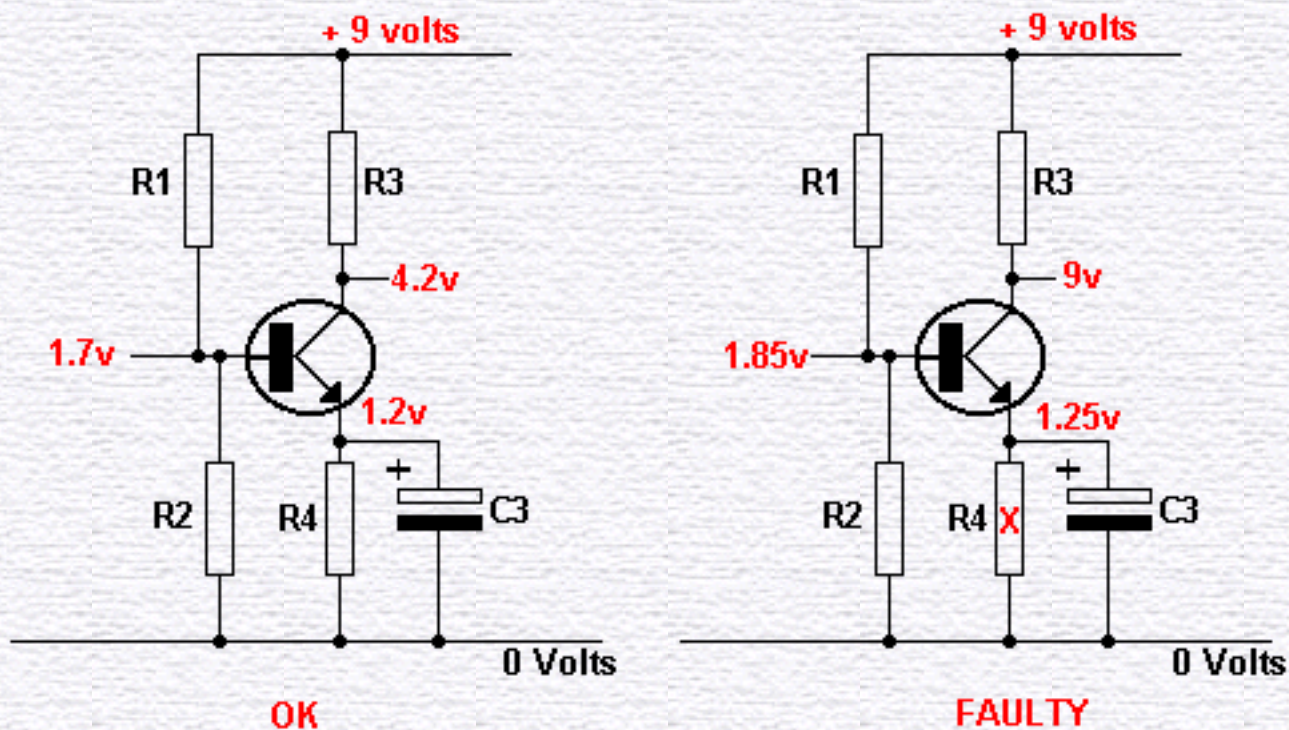 + 9 volts
R1
R3
4.2v
1.7v
1.2v
+
R2
R4
C3
0 Volts
OK
+ 9 volts
R1
R3
9v
1.85v
1.25v
+
R2
R4
X
C3
0 Volts
FAULTY